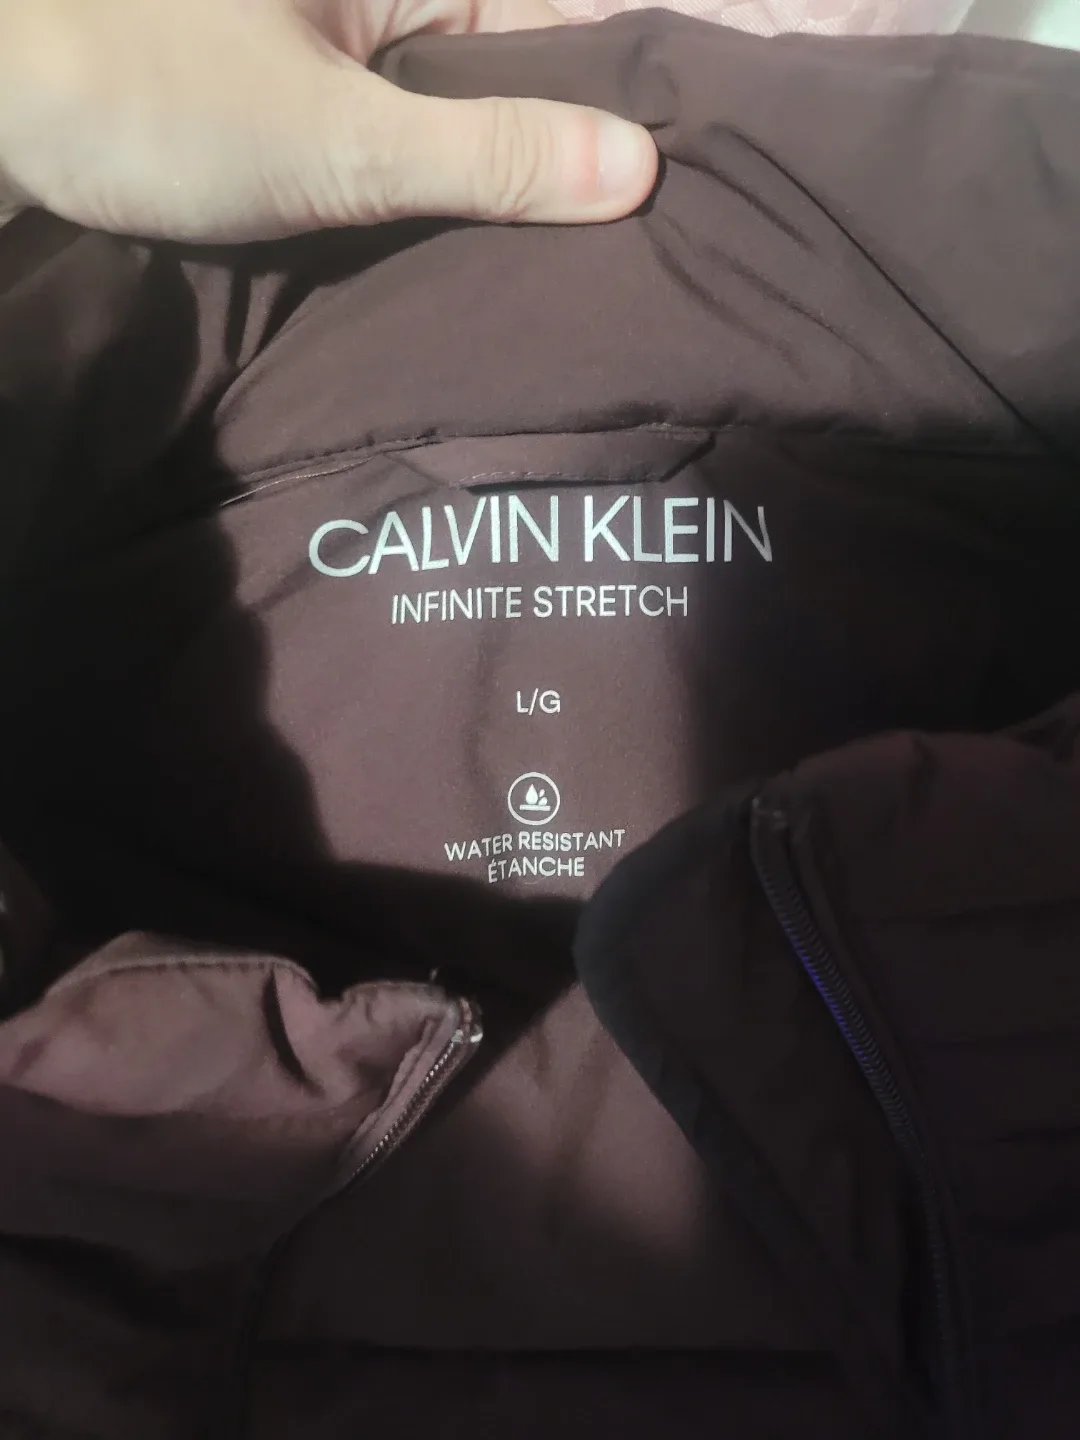 CALVIN KLEIN
INFINITE STRETCH
L/G
WATER RESISTANT
ÉTANCHE